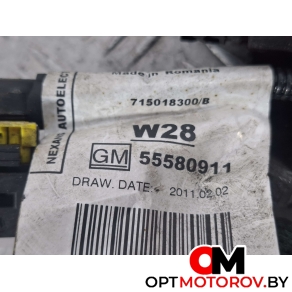 Made in Romania
715018300/B
NEXANS AUTOELEC
W28
GM 55580911
DRAW. DATE: 2011.02.02
OPTMOTOROV.BY